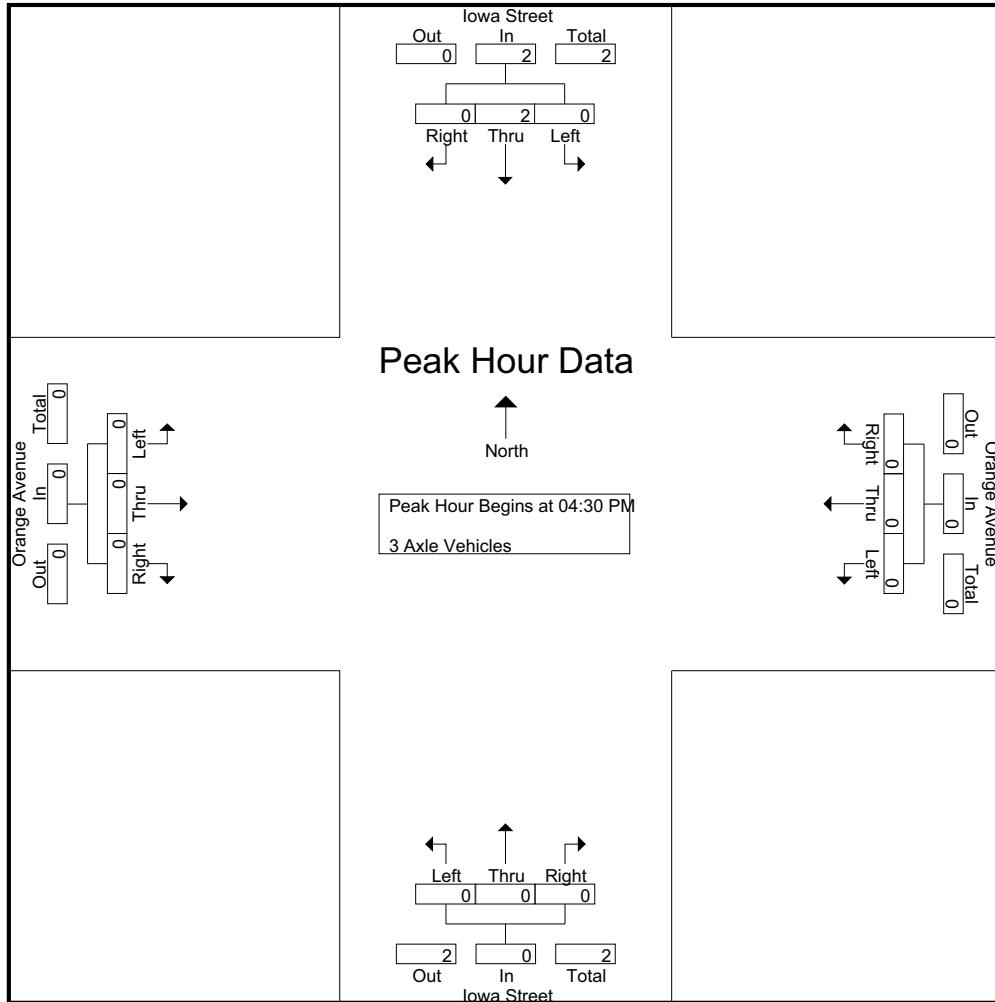 Iowa Street
Out In Total
0 2 2
0 2 0
Right Thru Left
Peak Hour Data
North
Peak Hour Begins at 04:30 PM
3 Axle Vehicles
Orange Avenue
Out In Total
0 0 0
Right Thru Left
0 0 0
Orange Avenue
Out In Total
0 0 0
Right Thru Left
0 0 0
Left Thru Right
0 0 0
2 0 2
Out In Total
Iowa Street